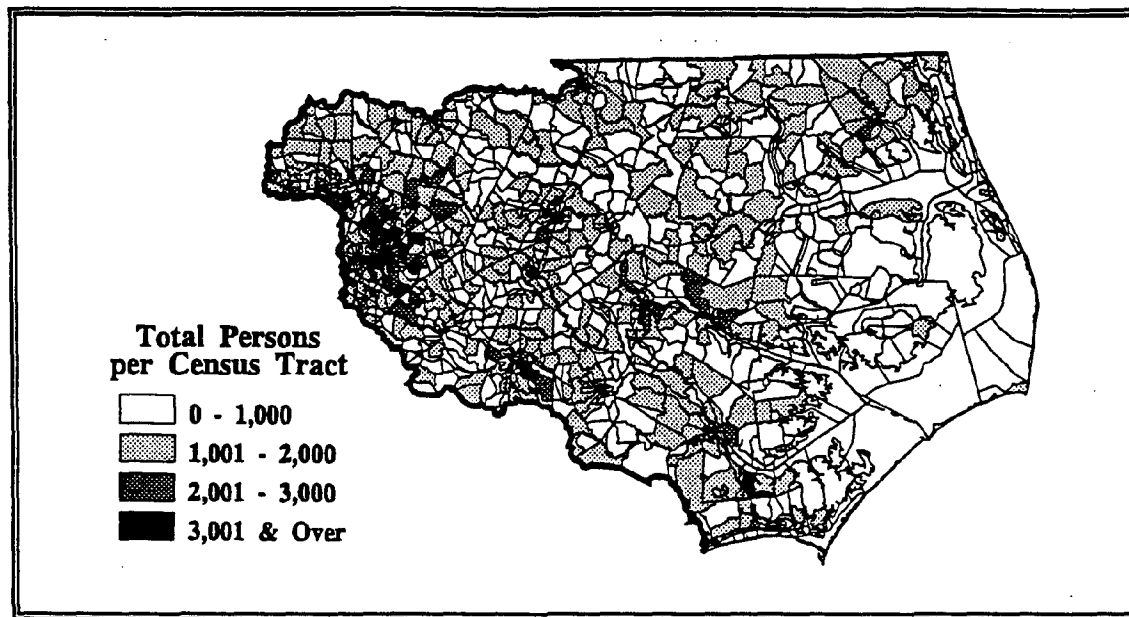 Total Persons
per Census Tract
0 - 1,000
1,001 - 2,000
2,001 - 3,000
3,001 & Over